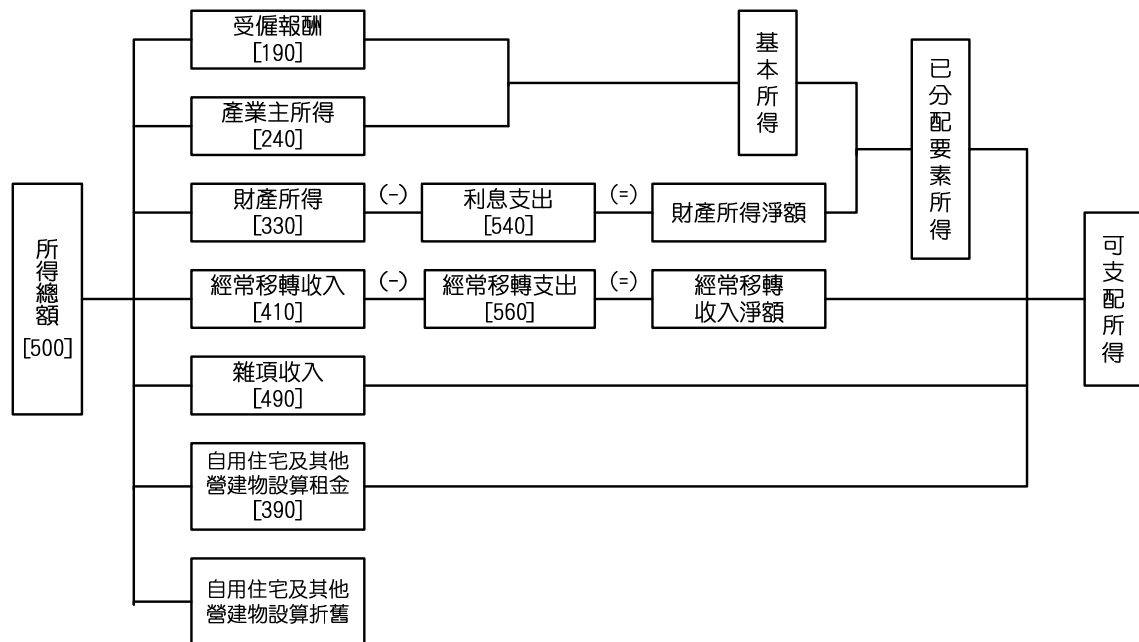 受僱報酬
[190]
產業主所得
[240]
財產所得
[330]
(-)
利息支出
[540]
(=)
財產所得淨額
經常移轉收入
[410]
(-)
經常移轉支出
[560]
(=)
經常移轉
收入淨額
雜項收入
[490]
自用住宅及其他
營建物設算租金
[390]
自用住宅及其他
營建物設算折舊
所得總額
[500]
基本所得
已分配要素所得
可支配所得